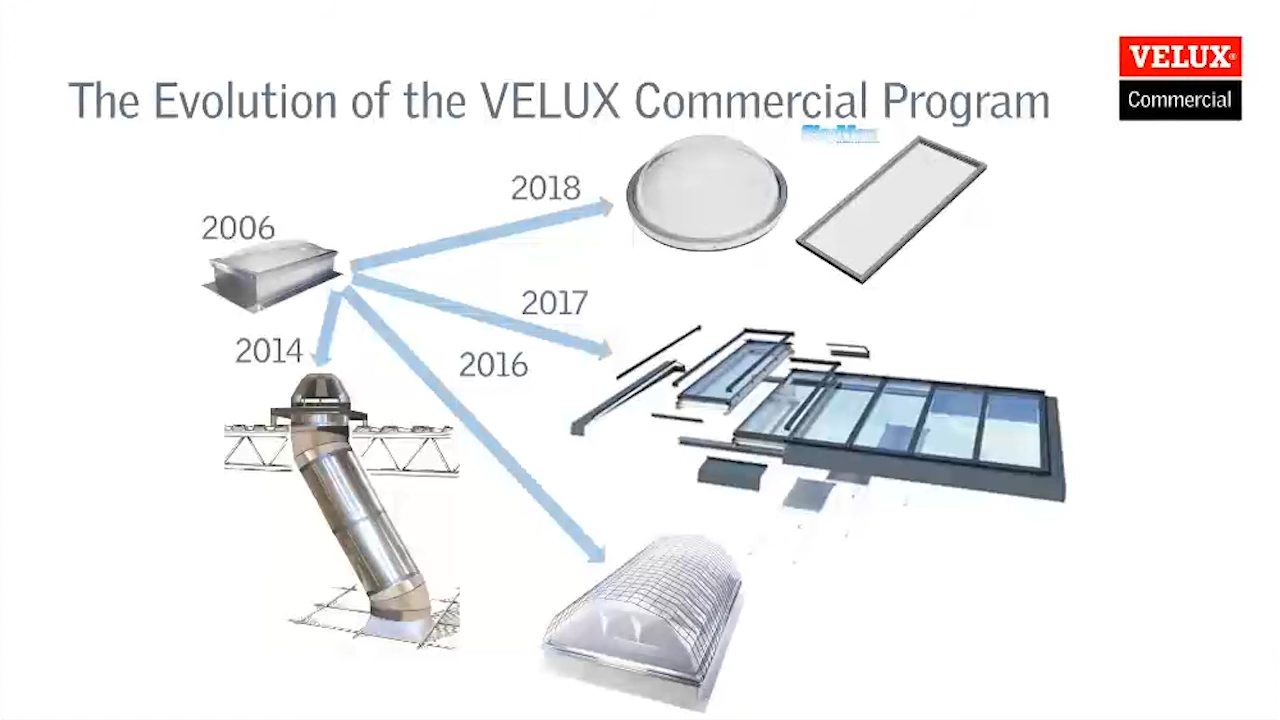 VELUX®
Commercial
The Evolution of the VELUX Commercial Program
2018
2006
2017
2014
2016